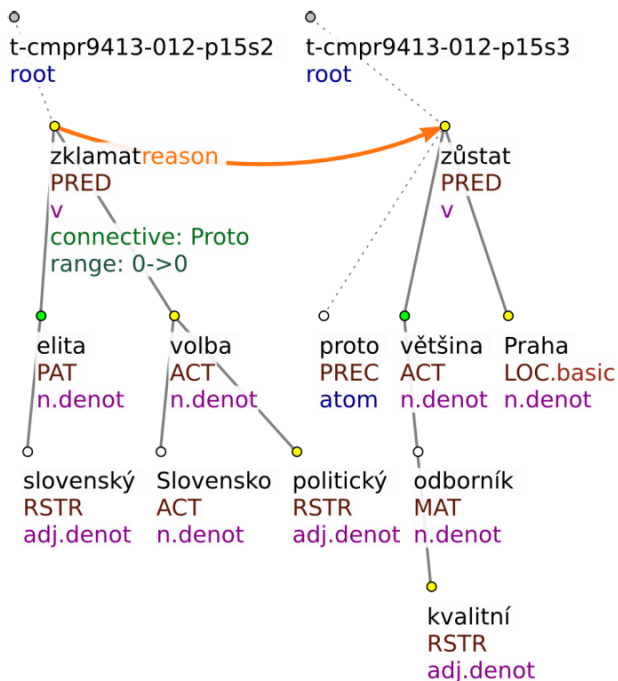 t-cmpr9413-012-p15s2
root
t-cmpr9413-012-p15s3
root
zklamat reason
PRED
v
connective: Proto
range: 0->0
zůstat
PRED
v
elita
PAT
n.denot
volba
ACT
n.denot
proto
PREC
atom
většina
ACT
n.denot
Praha
LOC.basic
n.denot
slovenský
RSTR
adj.denot
Slovensko
ACT
n.denot
politický
RSTR
adj.denot
odborník
MAT
n.denot
kvalitní
RSTR
adj.denot